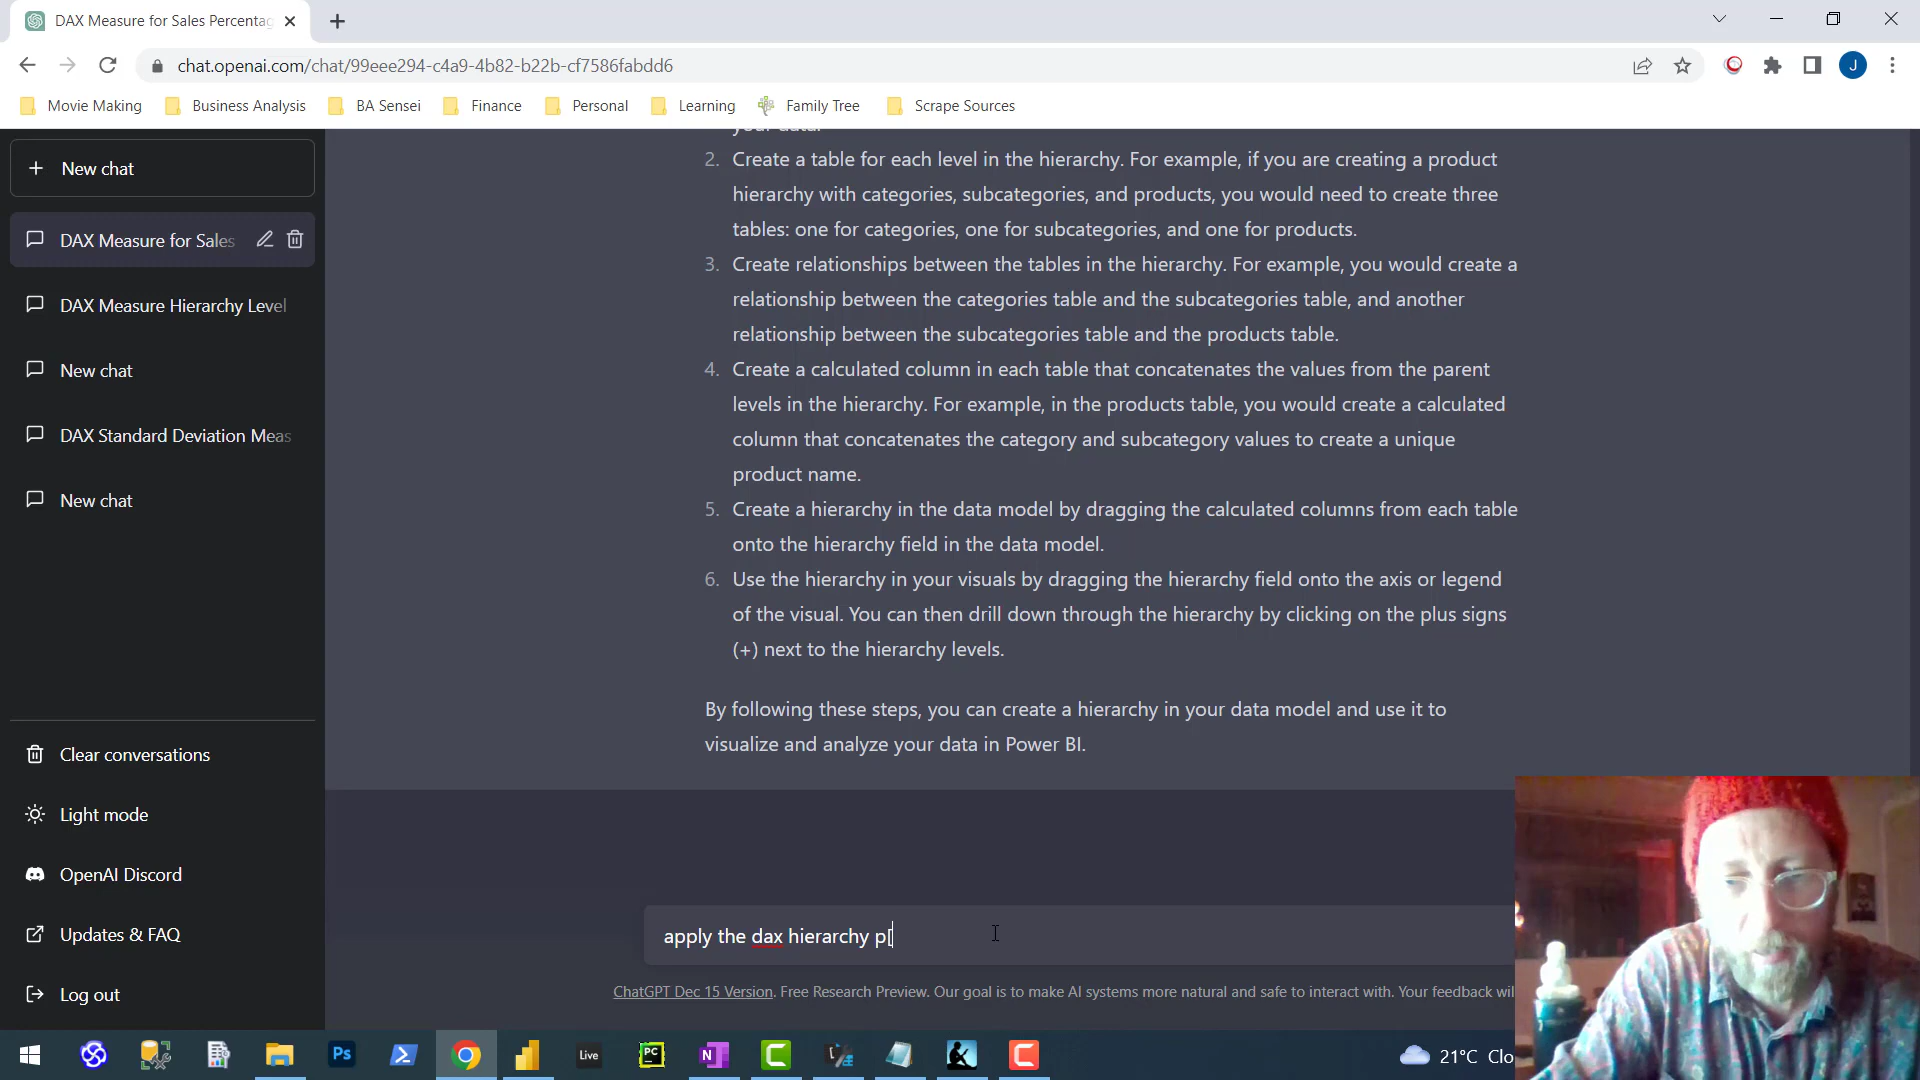 DAX Measure for Sales Percentag
chat.openai.com/chat/99eee294-c4a9-4b82-b22b-cf7586fabdd6
J
Movie Making
Business Analysis
BA Sensei
Finance
Personal
Learning
Family Tree
Scrape Sources
New chat
DAX Measure for Sales
DAX Measure Hierarchy Level
New chat
DAX Standard Deviation Meas
New chat
Clear conversations
Light mode
OpenAI Discord
Updates & FAQ
Log out
your data.
2. Create a table for each level in the hierarchy. For example, if you are creating a product
hierarchy with categories, subcategories, and products, you would need to create three
tables: one for categories, one for subcategories, and one for products.
3. Create relationships between the tables in the hierarchy. For example, you would create a
relationship between the categories table and the subcategories table, and another
relationship between the subcategories table and the products table.
4. Create a calculated column in each table that concatenates the values from the parent
levels in the hierarchy. For example, in the products table, you would create a calculated
column that concatenates the category and subcategory values to create a unique
product name.
5. Create a hierarchy in the data model by dragging the calculated columns from each table
onto the hierarchy field in the data model.
6. Use the hierarchy in your visuals by dragging the hierarchy field onto the axis or legend
of the visual. You can then drill down through the hierarchy by clicking on the plus signs
(+) next to the hierarchy levels.
By following these steps, you can create a hierarchy in your data model and use it to
visualize and analyze your data in Power BI.
apply the dax hierarchy p
ChatGPT Dec 15 Version. Free Research Preview. Our goal is to make AI systems more natural and safe to interact with. Your feedback wil
Ps
Live
PC
N
C
C
21°C Clo